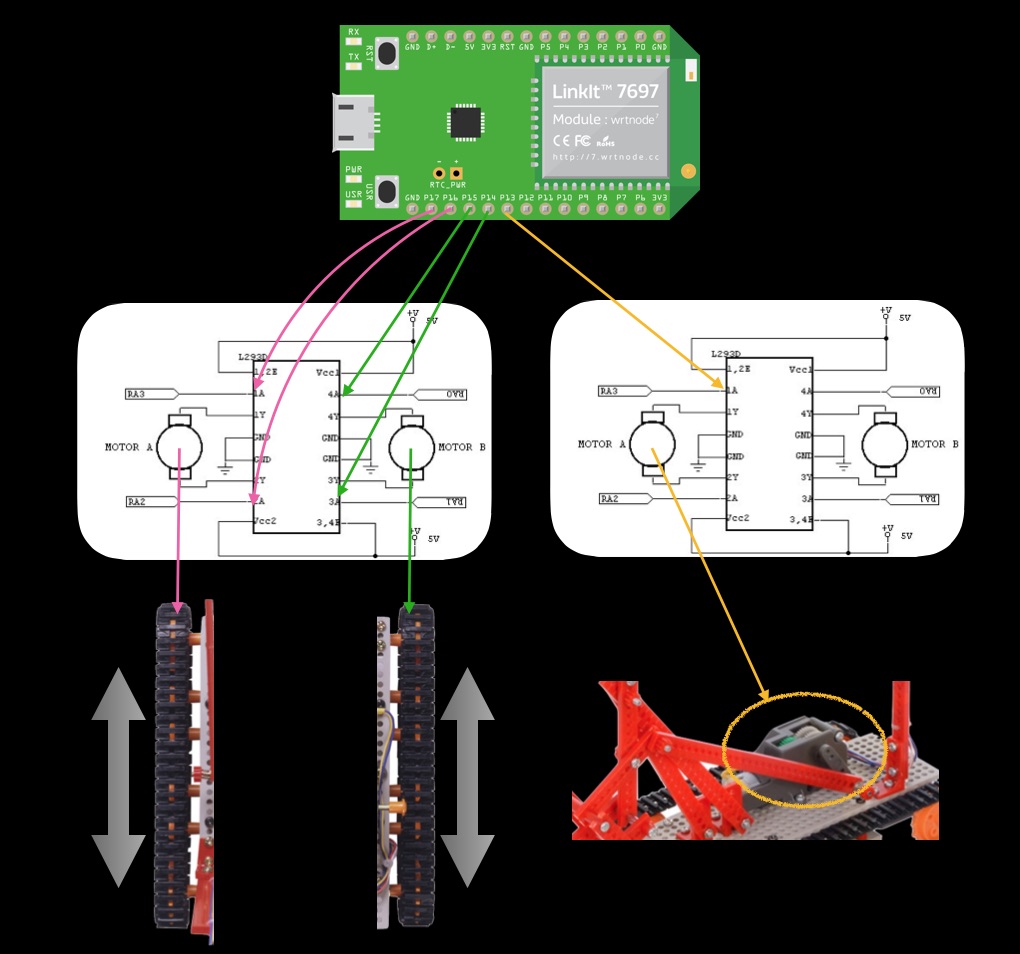 RX
TX
RST
GND D+ D- 5V 3V3 RST GND P5 P4 P3 P2 P1 P0 GND
LinkIt™ 7697
Module : wrtnode⁷
CE FC RoHS
http://7.wrtnode.cc
- +
RTC_PWR
PWR
USR
USR
GND P17 P16 P15 P14 P13 P12 P11 P10 P9 P8 P7 P6 3V3
+V
5V
L293D
1,2E
Vcc1
RA3
1A
4A
RA0
1Y
4Y
MOTOR A
GND
GND
MOTOR B
GND
GND
2Y
3Y
RA2
2A
3A
RA1
Vcc2
3,4E
+V
5V
+V
5V
L293D
1,2E
Vcc1
RA3
1A
4A
RA0
1Y
4Y
MOTOR A
GND
GND
MOTOR B
GND
GND
2Y
3Y
RA2
2A
3A
RA1
Vcc2
3,4E
+V
5V